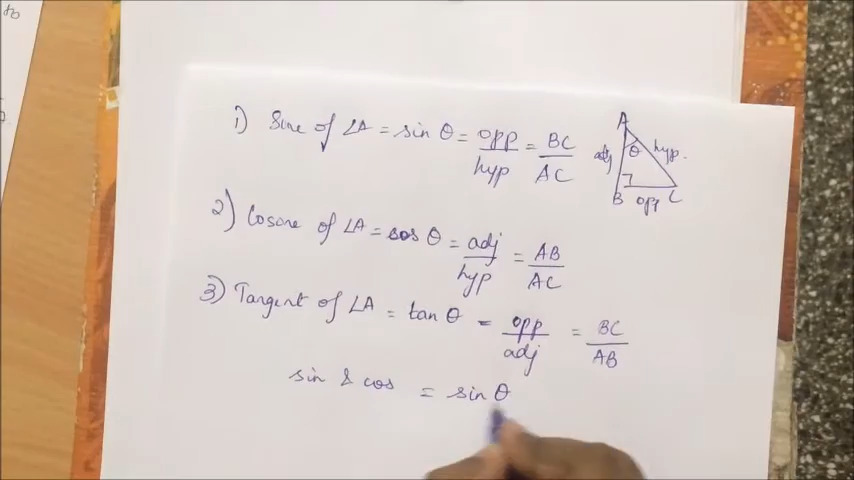 1) Sine of ∠A = sin θ = opp/hyp = BC/AC
A
adj θ hyp.
B opp C
2) Cosine of ∠A = cos θ = adj/hyp = AB/AC
3) Tangent of ∠A = tan θ = opp/adj = BC/AB
sin & cos = sin θ